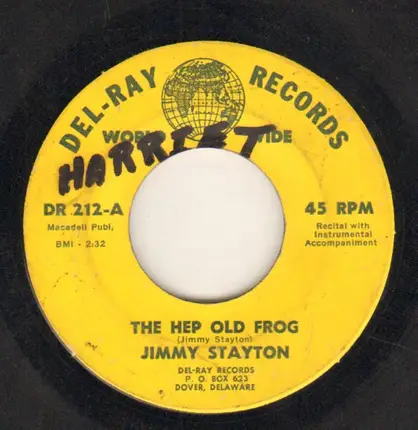 DEL-RAY RECORDS
WORLD WIDE
HARRIET
DR 212-A
45 RPM
Macadell Publ,
BMI - 2:32
Recital with
Instrumental
Accompaniment
THE HEP OLD FROG
(Jimmy Stayton)
JIMMY STAYTON
DEL-RAY RECORDS
P. O. BOX 623
DOVER, DELAWARE